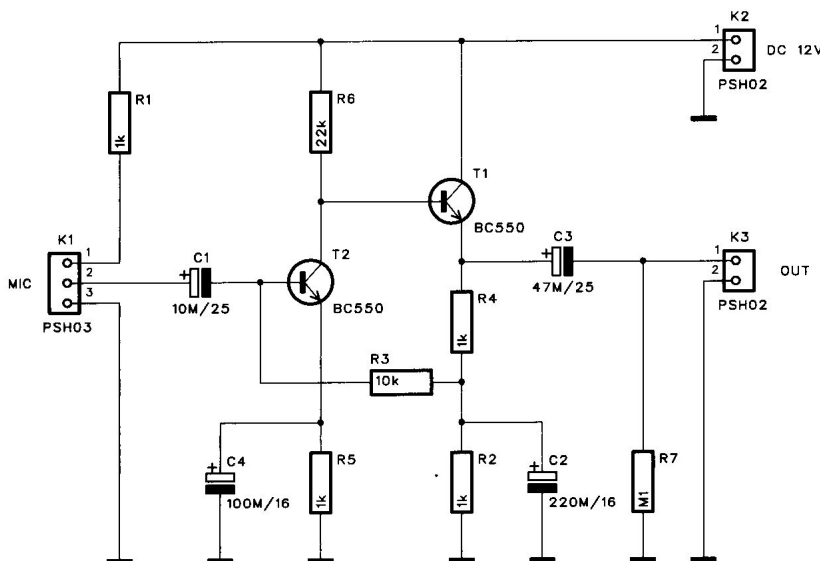 K2
1
2
DC 12V
PSH02
R1
1k
R6
22k
T1
BC550
K1
MIC
1
2
3
PSH03
C1
+
10M/25
T2
BC550
C3
+
47M/25
K3
1
2
OUT
PSH02
R4
1k
R3
10k
C4
+
100M/16
R5
1k
R2
1k
C2
+
220M/16
R7
M1